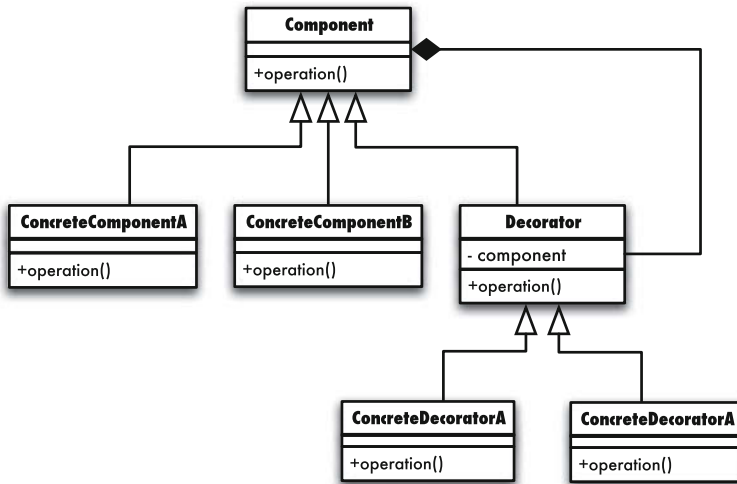 Component
+operation()
ConcreteComponentA
+operation()
ConcreteComponentB
+operation()
Decorator
- component
+operation()
ConcreteDecoratorA
+operation()
ConcreteDecoratorA
+operation()